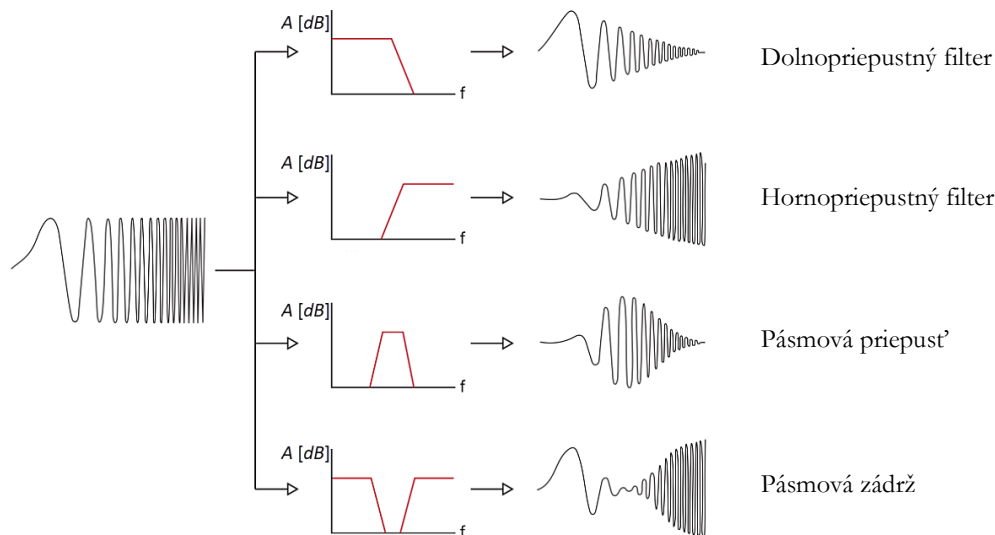 A [dB]
f
Dolnopriepustný filter
A [dB]
f
Hornopriepustný filter
A [dB]
f
Pásmová priepusť
A [dB]
f
Pásmová zádrž